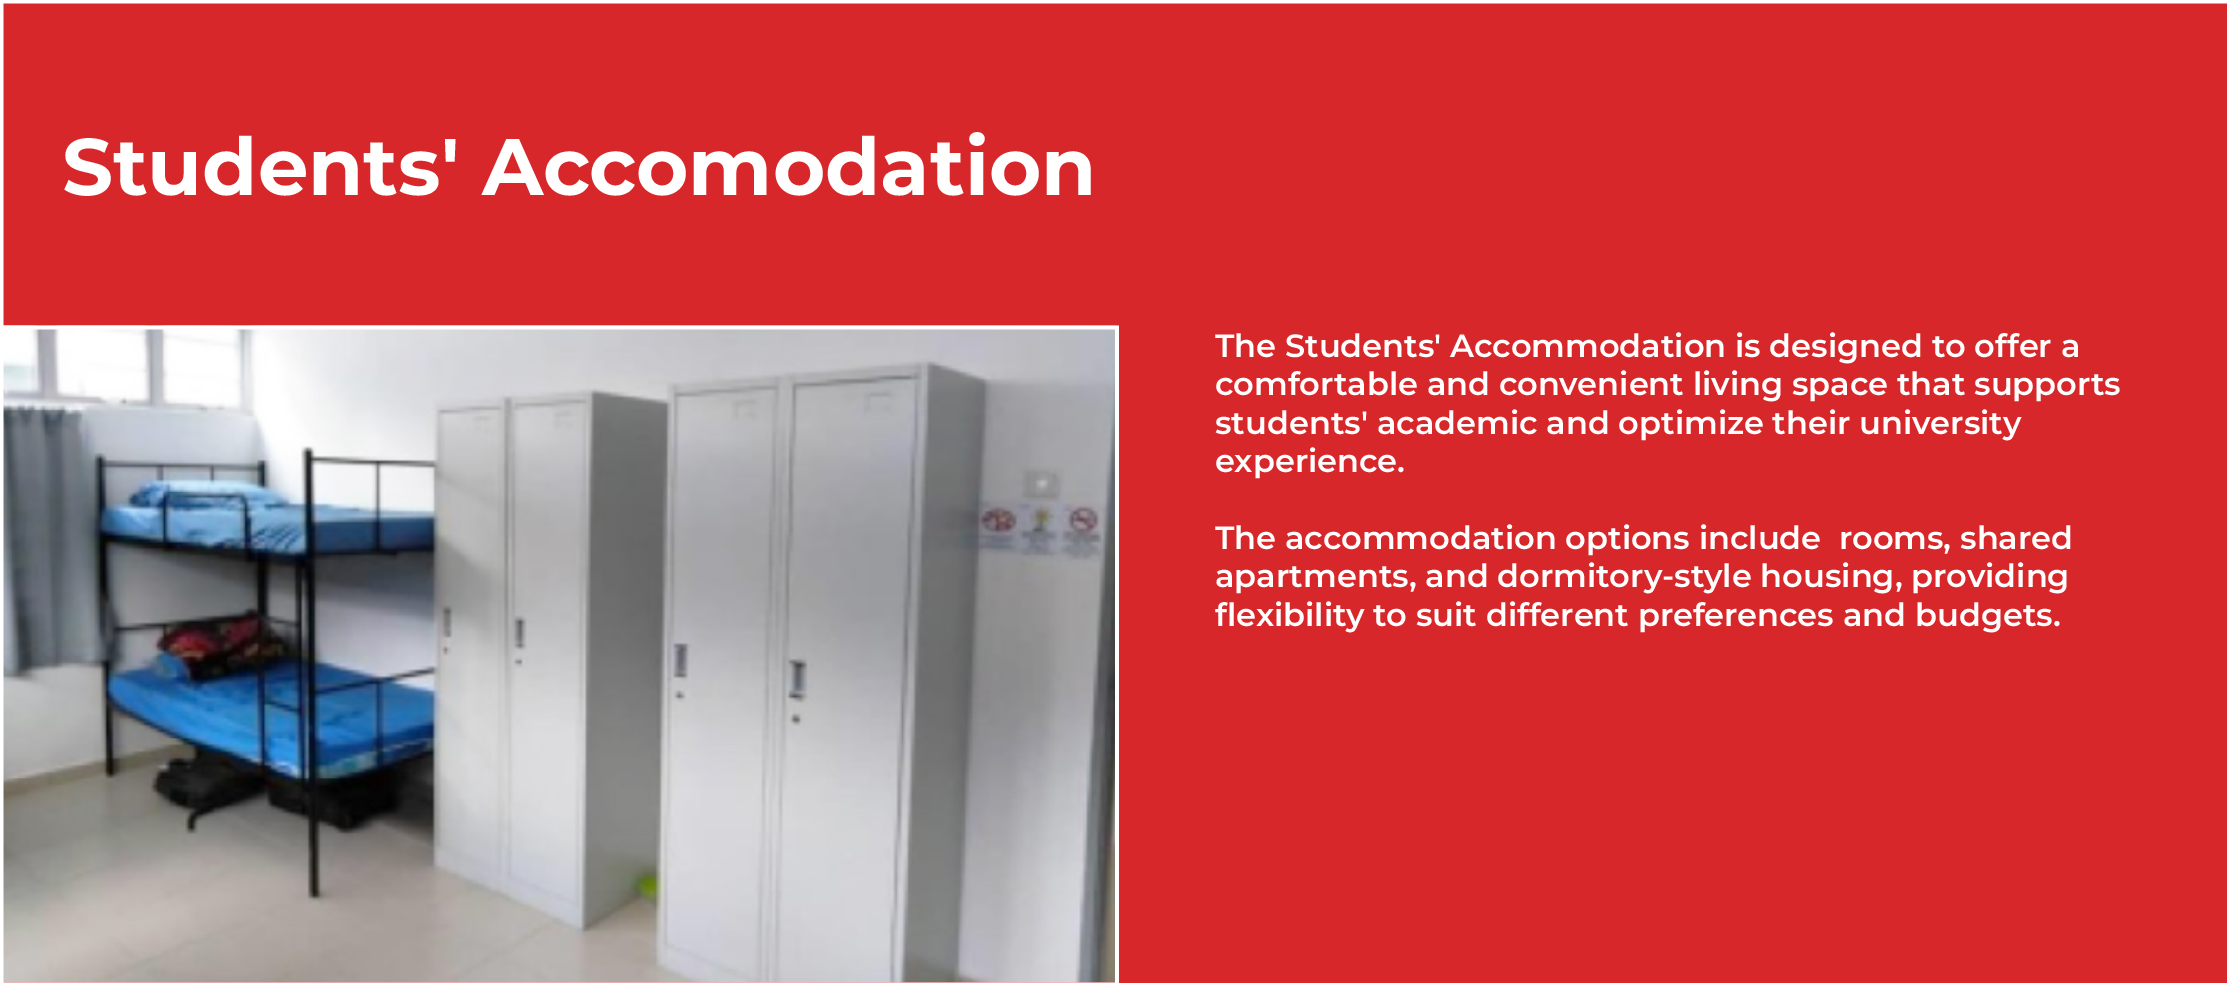 Students' Accomodation
The Students' Accommodation is designed to offer a
comfortable and convenient living space that supports
students' academic and optimize their university
experience.
The accommodation options include  rooms, shared
apartments, and dormitory-style housing, providing
flexibility to suit different preferences and budgets.